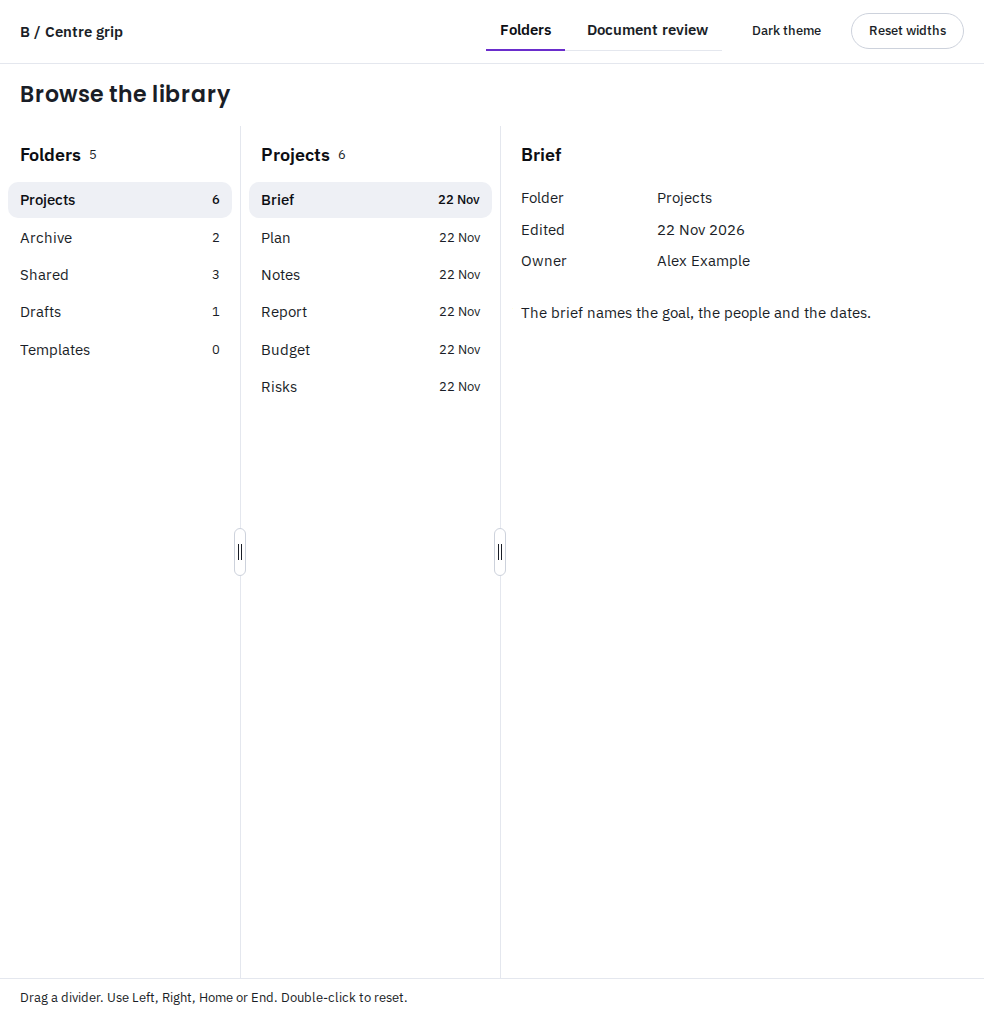 B / Centre grip
Folders
Document review
Dark theme
Reset widths
Browse the library
Folders 5
Projects 6
Archive 2
Shared 3
Drafts 1
Templates 0
Projects 6
Brief 22 Nov
Plan 22 Nov
Notes 22 Nov
Report 22 Nov
Budget 22 Nov
Risks 22 Nov
Brief
Folder Projects
Edited 22 Nov 2026
Owner Alex Example
The brief names the goal, the people and the dates.
Drag a divider. Use Left, Right, Home or End. Double-click to reset.